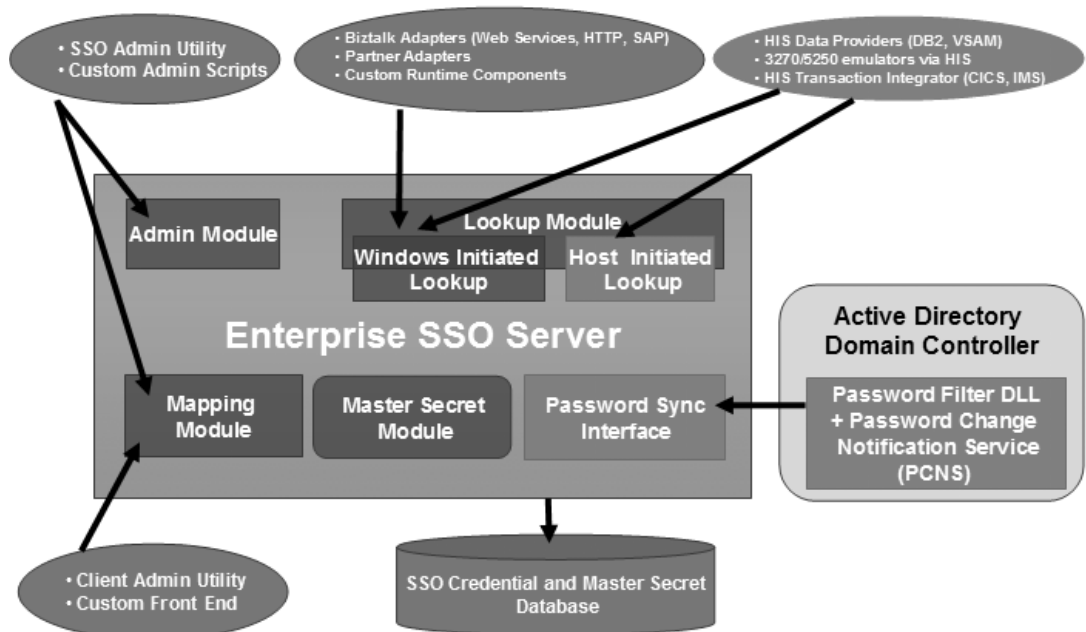 • SSO Admin Utility
• Custom Admin Scripts
• Biztalk Adapters (Web Services, HTTP, SAP)
• Partner Adapters
• Custom Runtime Components
• HIS Data Providers (DB2, VSAM)
• 3270/5250 emulators via HIS
• HIS Transaction Integrator (CICS, IMS)
Admin Module
Lookup Module
Windows Initiated
Lookup
Host Initiated
Lookup
Enterprise SSO Server
Mapping
Module
Master Secret
Module
Password Sync
Interface
Active Directory
Domain Controller
Password Filter DLL
+ Password Change
Notification Service
(PCNS)
• Client Admin Utility
• Custom Front End
SSO Credential and Master Secret
Database